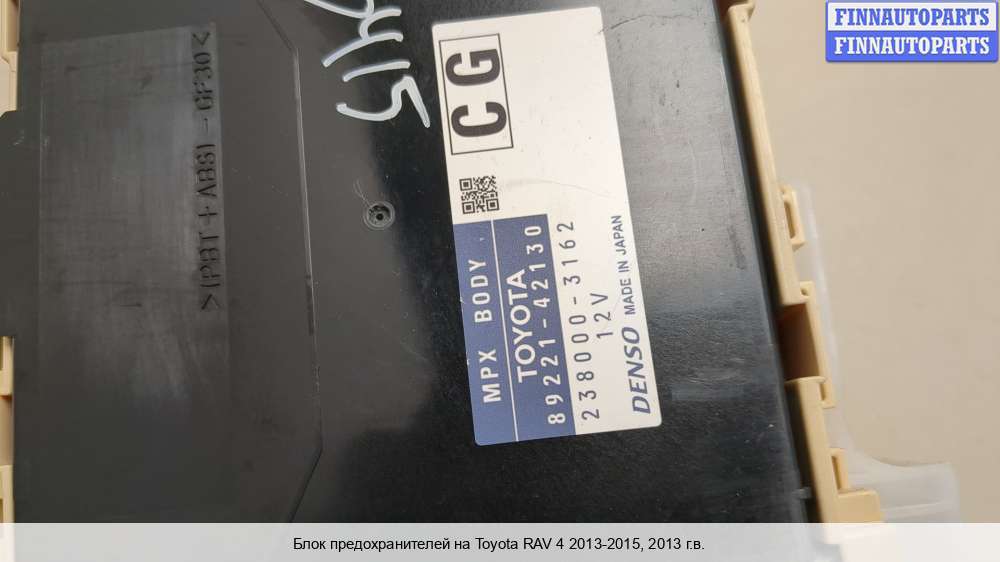 FINNAUTOPARTS
FINNAUTOPARTS
>(PBT+ABS)-GF30<
CG
MPX BODY
TOYOTA
89221-42130
238000-3162
12V
DENSO MADE IN JAPAN
Блок предохранителей на Toyota RAV 4 2013-2015, 2013 г.в.